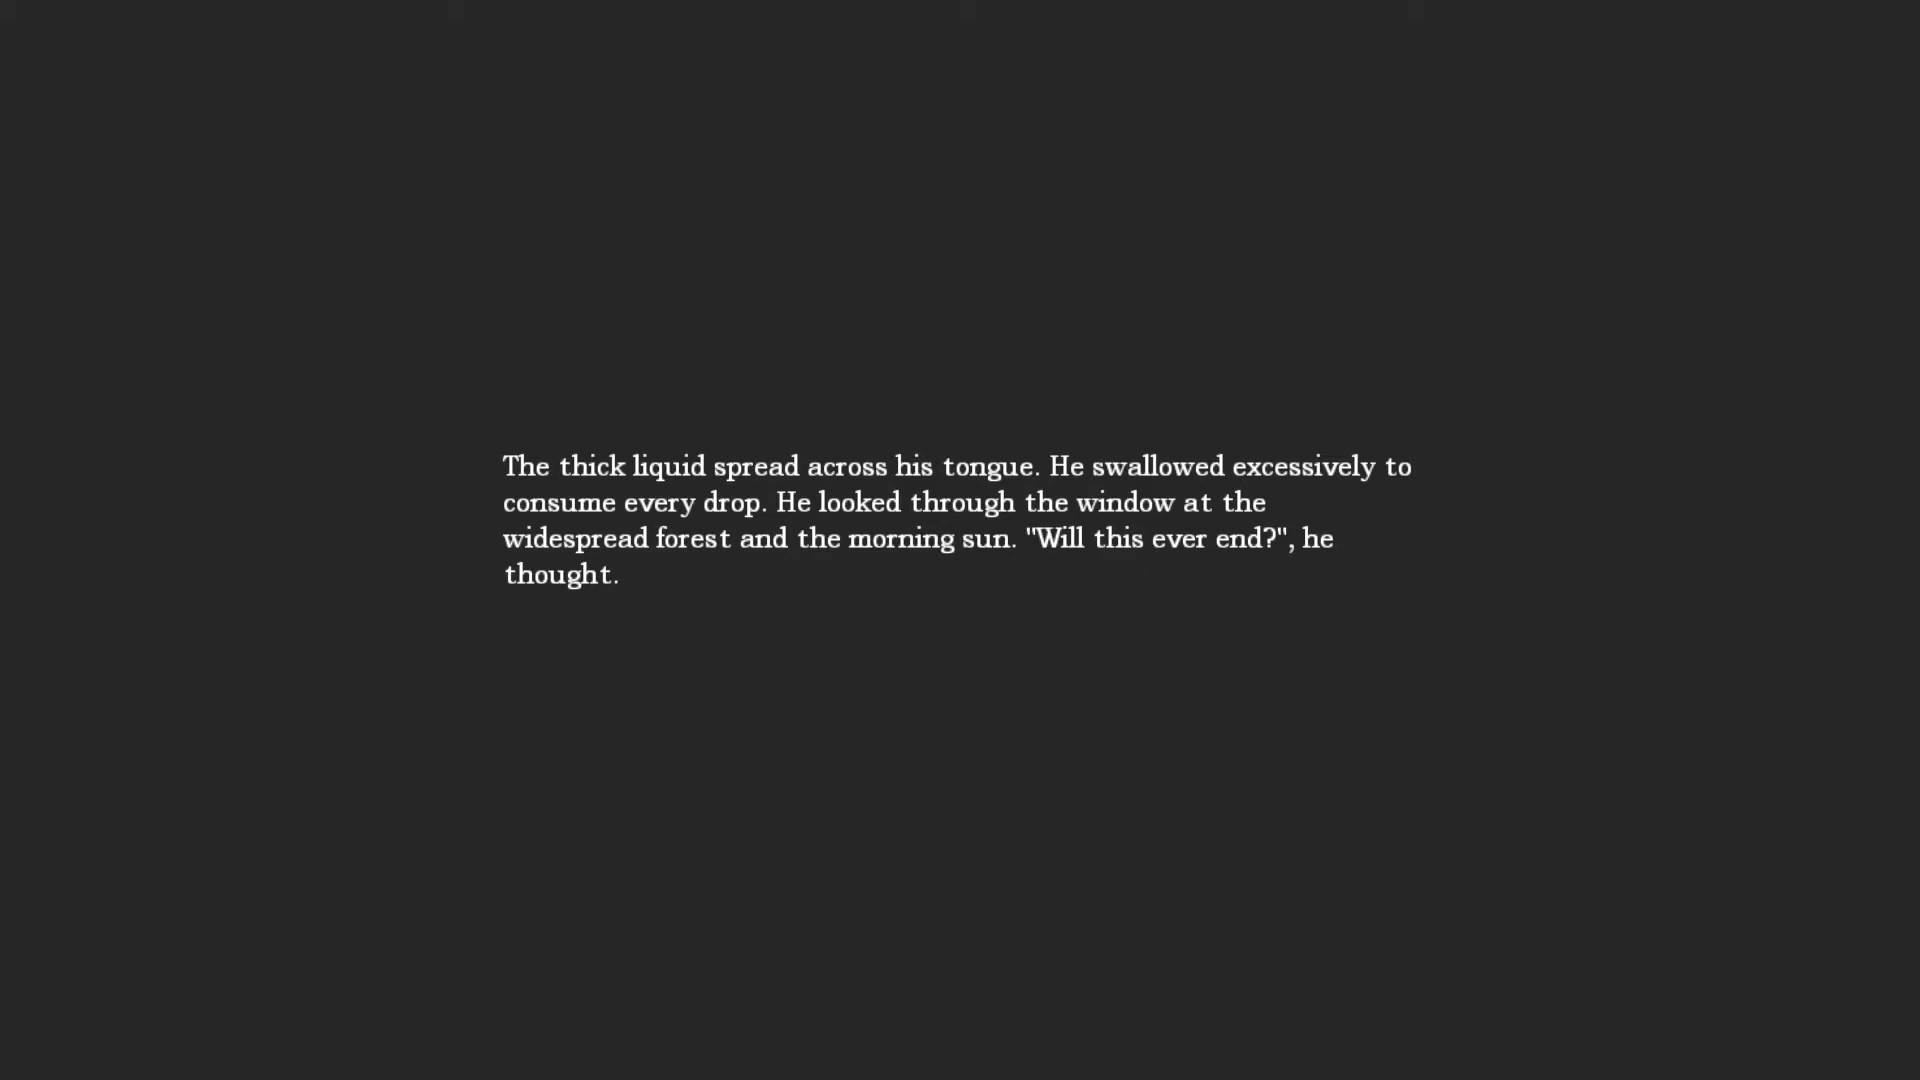 The thick liquid spread across his tongue. He swallowed excessively to
consume every drop. He looked through the window at the
widespread forest and the morning sun. "Will this ever end?", he
thought.